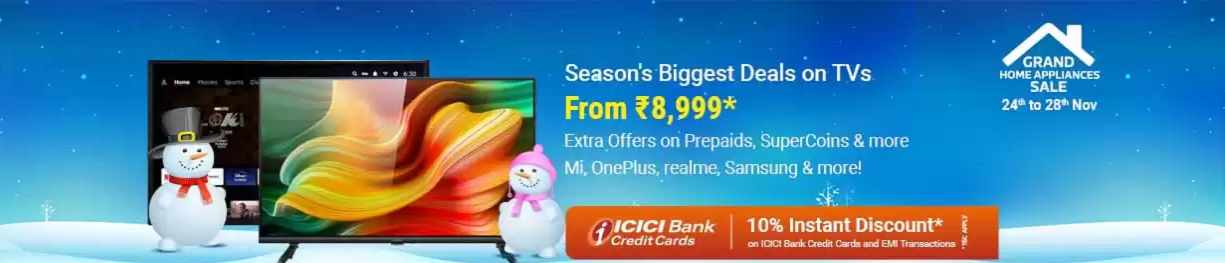 Home Movies Sports
6:30
Season's Biggest Deals on TVs
From ₹8,999*
Extra Offers on Prepaids, SuperCoins & more
Mi, OnePlus, realme, Samsung & more!
GRAND
HOME APPLIANCES
SALE
24th to 28th Nov
ICICI Bank
Credit Cards
10% Instant Discount*
on ICICI Bank Credit Cards and EMI Transactions
*T&C APPLY